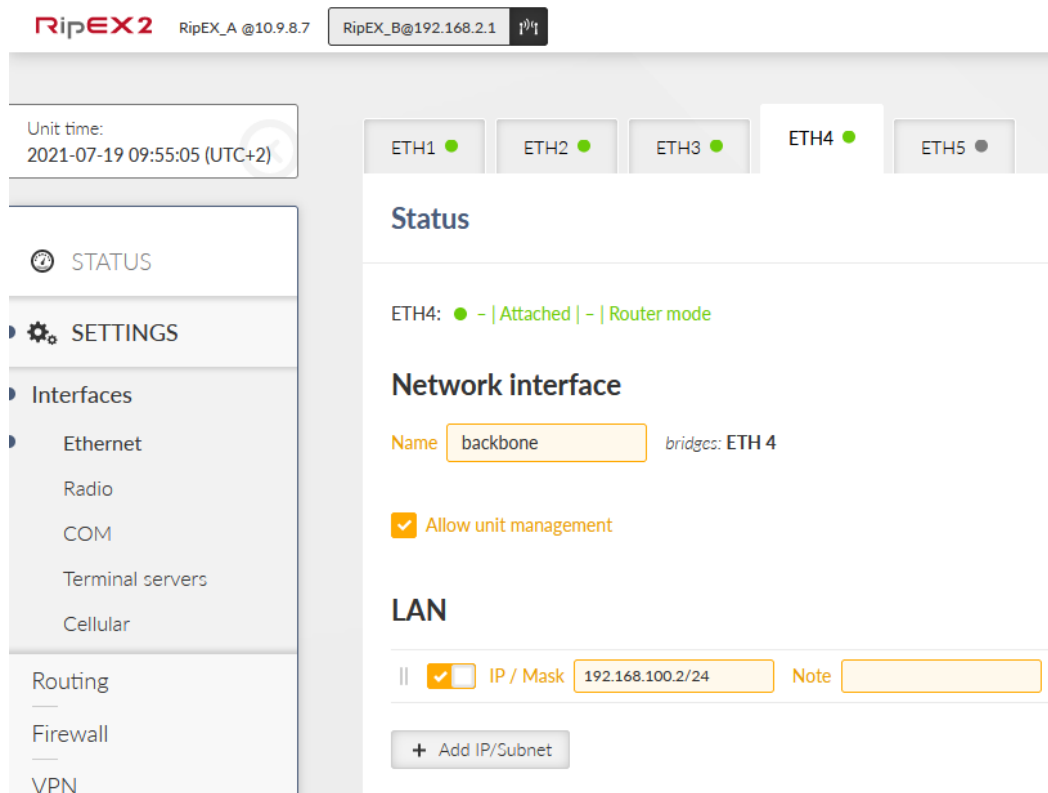 RipEX2 RipEX_A @10.9.8.7 RipEX_B@192.168.2.1
Unit time:
2021-07-19 09:55:05 (UTC+2)
ETH1 ETH2 ETH3 ETH4 ETH5
Status
STATUS
ETH4: – | Attached | – | Router mode
SETTINGS
Network interface
Interfaces
Name backbone bridges: ETH 4
Ethernet
Radio
Allow unit management
COM
Terminal servers
LAN
Cellular
IP / Mask 192.168.100.2/24 Note
Routing
Firewall
+ Add IP/Subnet
VPN